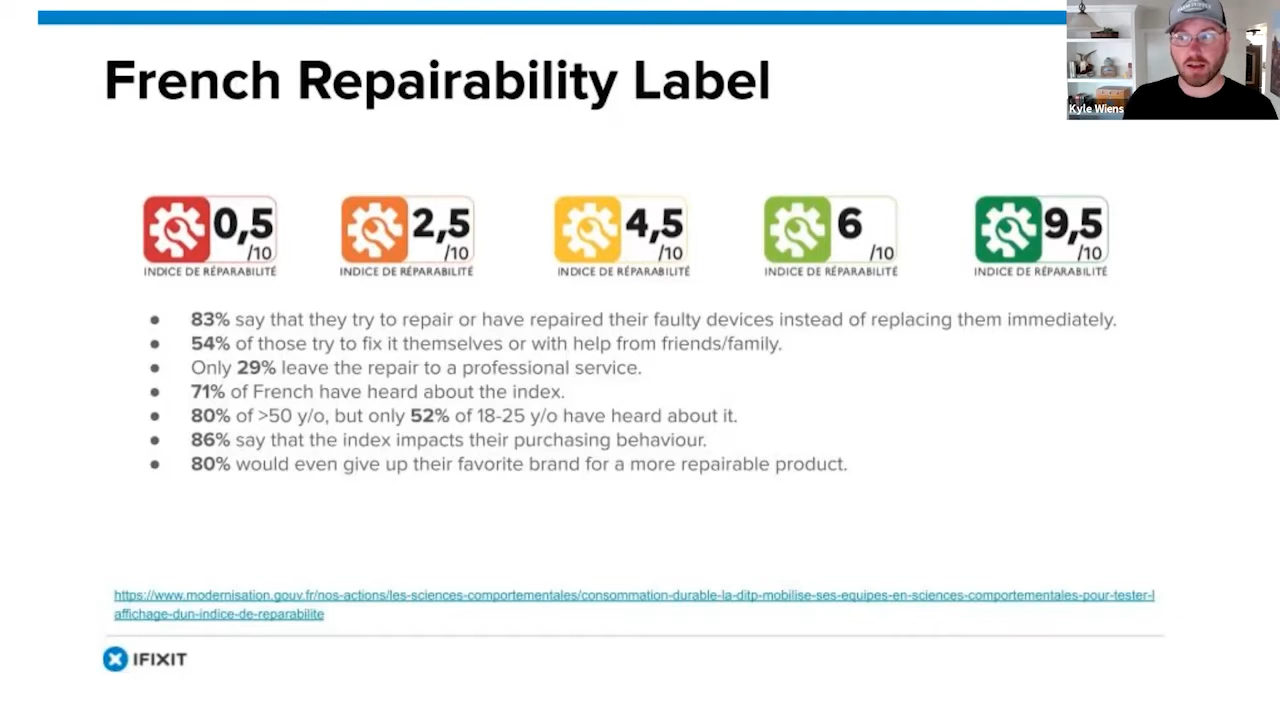 French Repairability Label
Kyle Wiens
0,5 /10
INDICE DE RÉPARABILITÉ
2,5 /10
INDICE DE RÉPARABILITÉ
4,5 /10
INDICE DE RÉPARABILITÉ
6 /10
INDICE DE RÉPARABILITÉ
9,5 /10
INDICE DE RÉPARABILITÉ
● 83% say that they try to repair or have repaired their faulty devices instead of replacing them immediately.
● 54% of those try to fix it themselves or with help from friends/family.
● Only 29% leave the repair to a professional service.
● 71% of French have heard about the index.
● 80% of >50 y/o, but only 52% of 18-25 y/o have heard about it.
● 86% say that the index impacts their purchasing behaviour.
● 80% would even give up their favorite brand for a more repairable product.
https://www.modernisation.gouv.fr/nos-actions/les-sciences-comportementales/consommation-durable-la-ditp-mobilise-ses-equipes-en-sciences-comportementales-pour-tester-l
affichage-dun-indice-de-reparabilite
IFIXIT